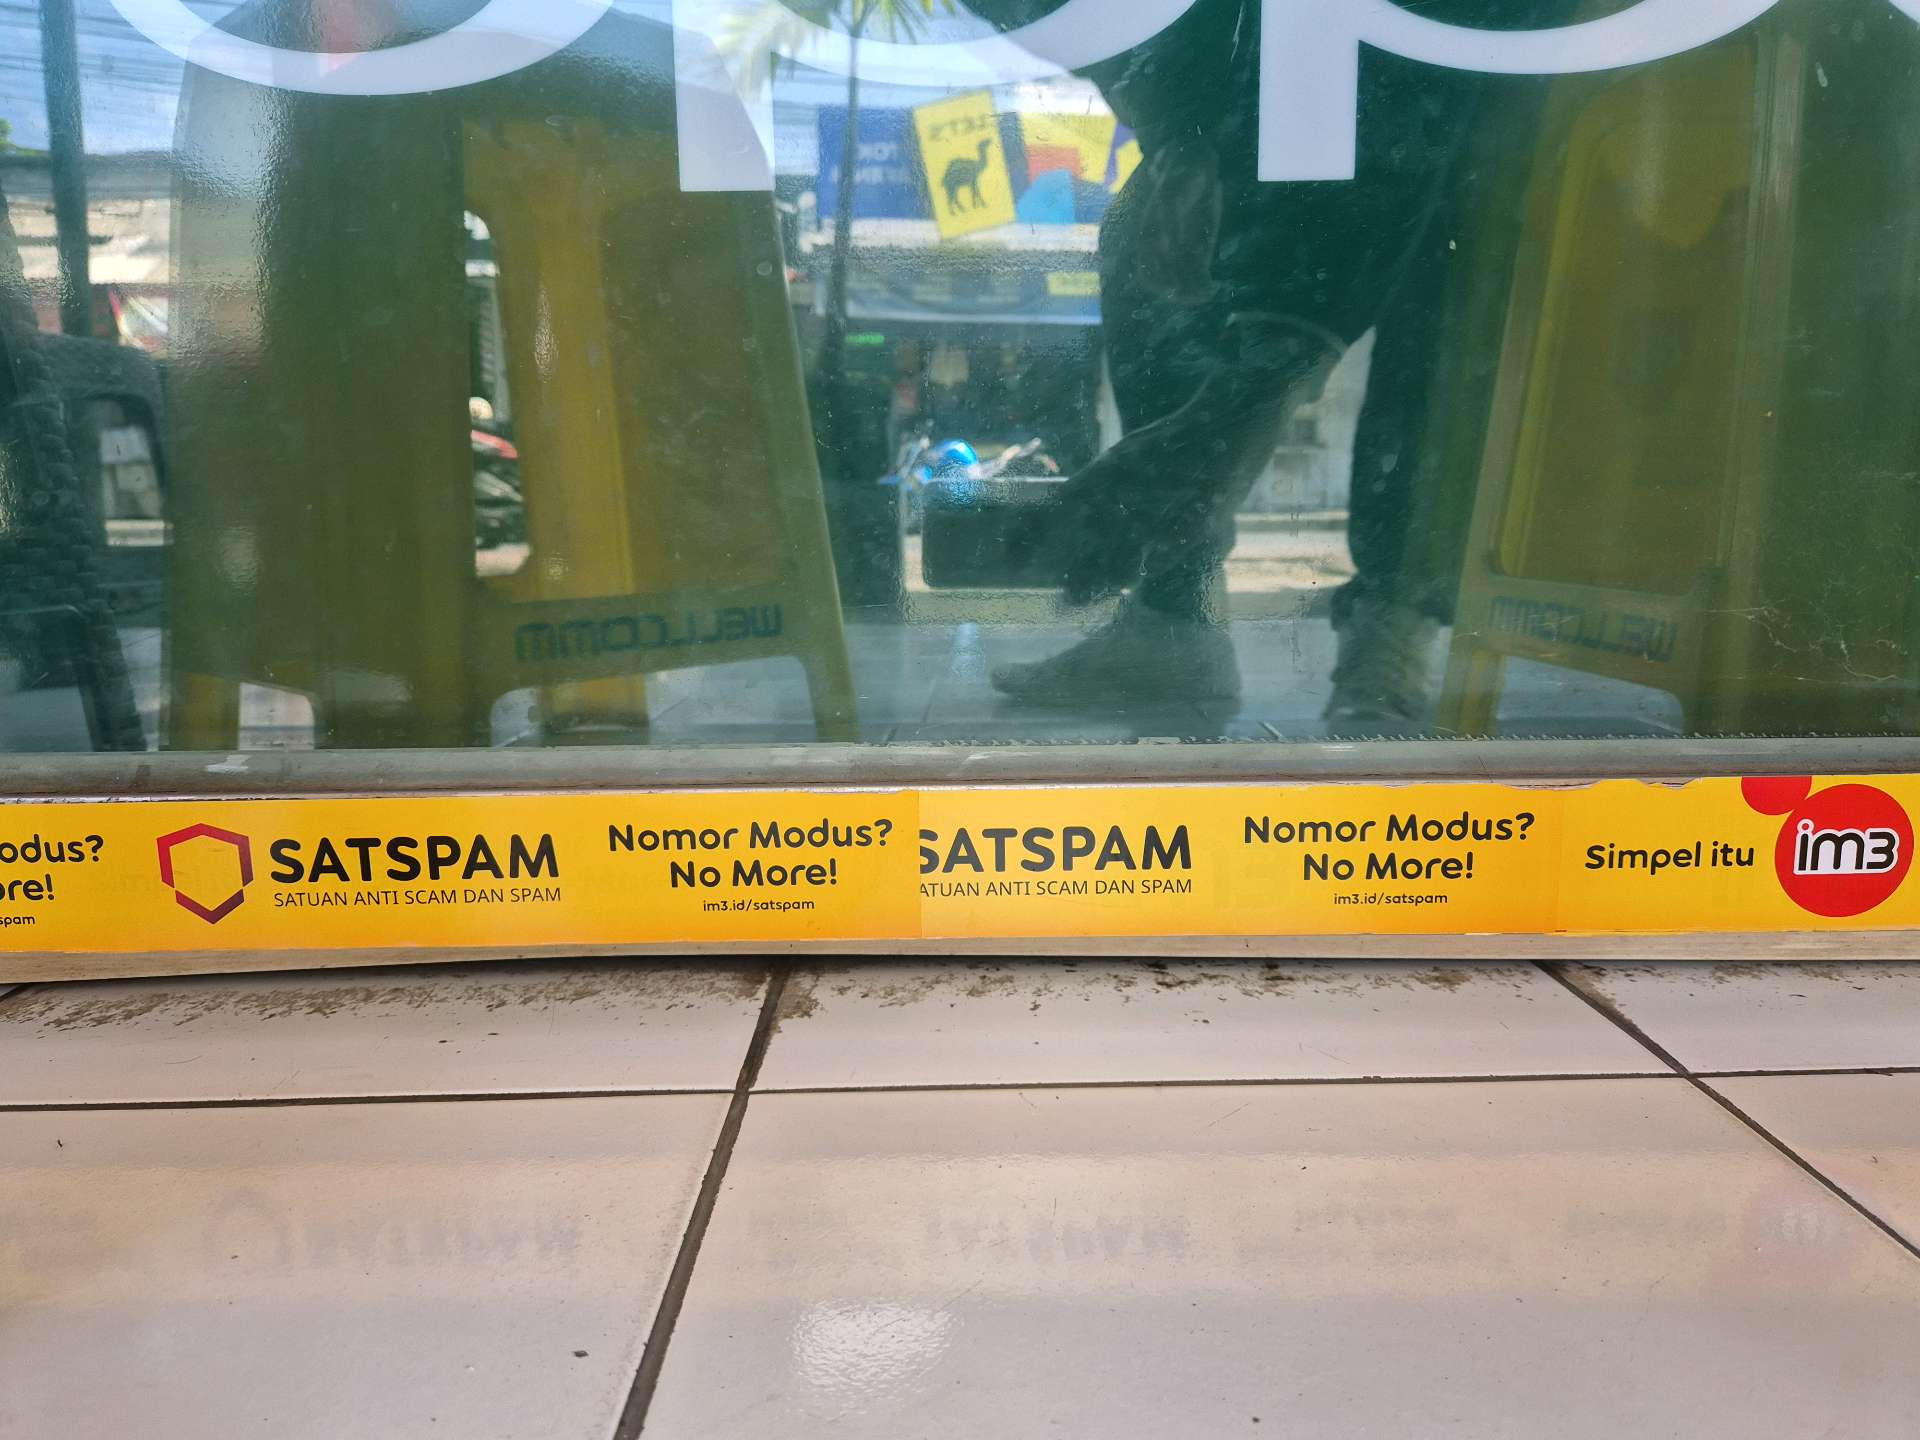 LETS
WELLCOMM
WELLCOMM
odus?
ore!
spam
SATSPAM
SATUAN ANTI SCAM DAN SPAM
Nomor Modus?
No More!
im3.id/satspam
SATSPAM
ATUAN ANTI SCAM DAN SPAM
Nomor Modus?
No More!
im3.id/satspam
Simpel itu
im3